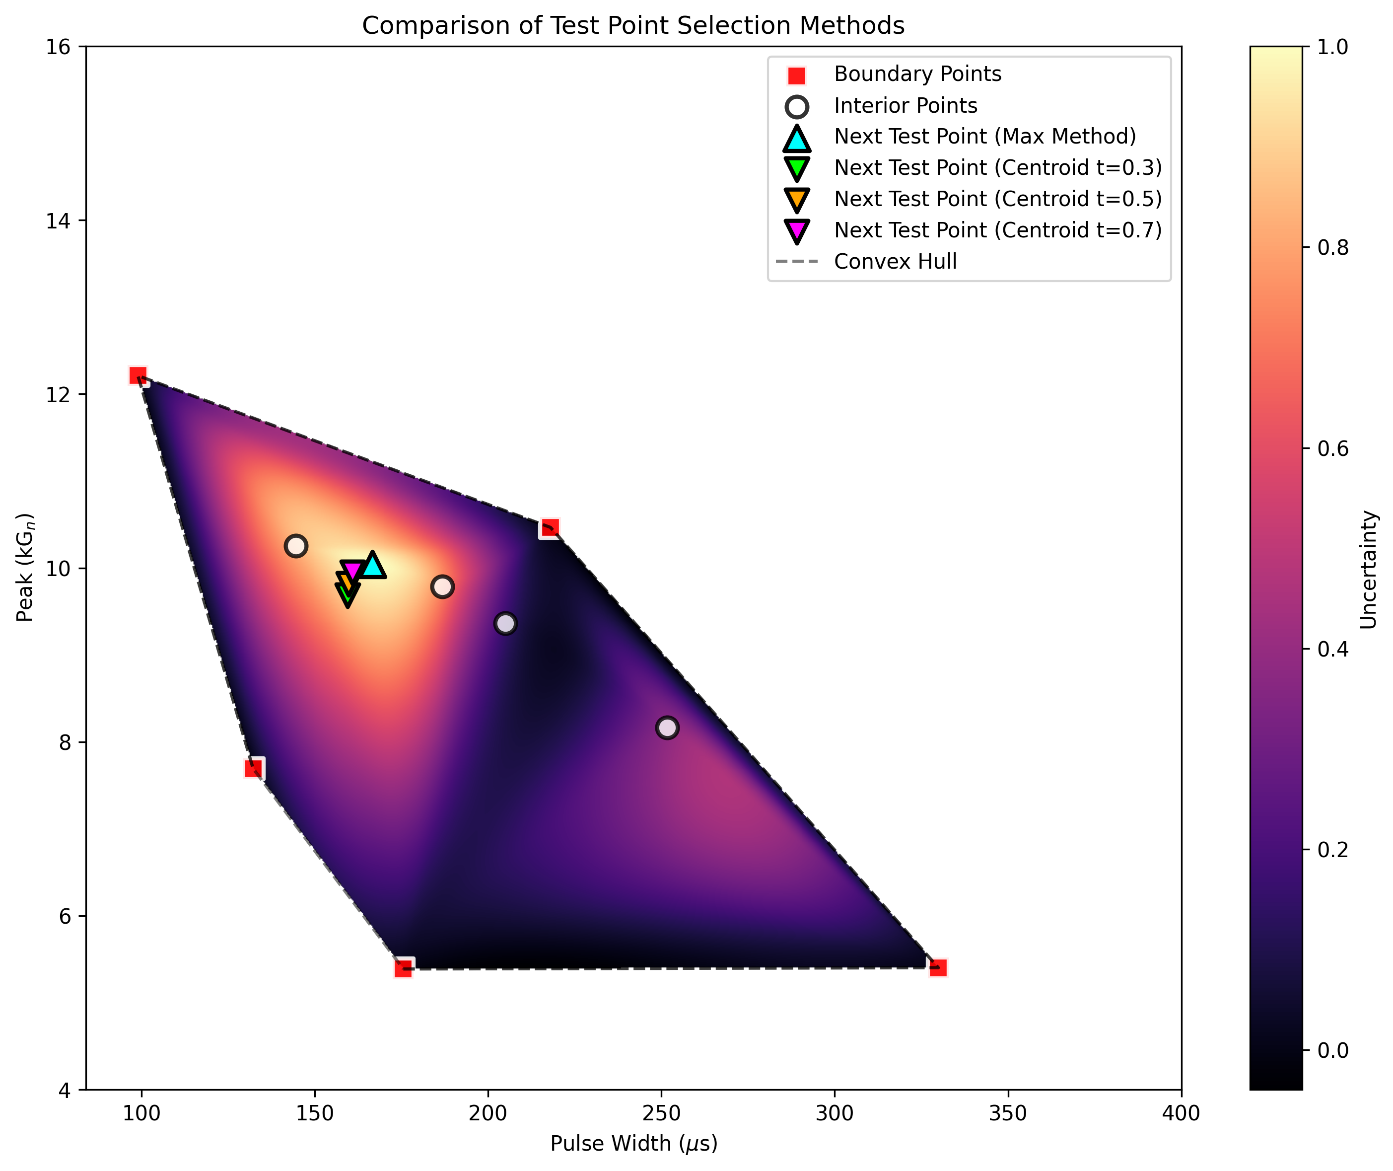 Comparison of Test Point Selection Methods
16
14
12
10
8
6
4
Peak (kGₙ)
Boundary Points
Interior Points
Next Test Point (Max Method)
Next Test Point (Centroid t=0.3)
Next Test Point (Centroid t=0.5)
Next Test Point (Centroid t=0.7)
Convex Hull
100 150 200 250 300 350 400
Pulse Width (μs)
1.0
0.8
0.6
0.4
0.2
0.0
Uncertainty